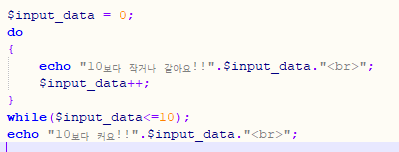 $input_data = 0;
do
{
    echo "10보다 작거나 같아요!!".$input_data."<br>";
    $input_data++;
}
while($input_data<=10);
echo "10보다 커요!!".$input_data."<br>";